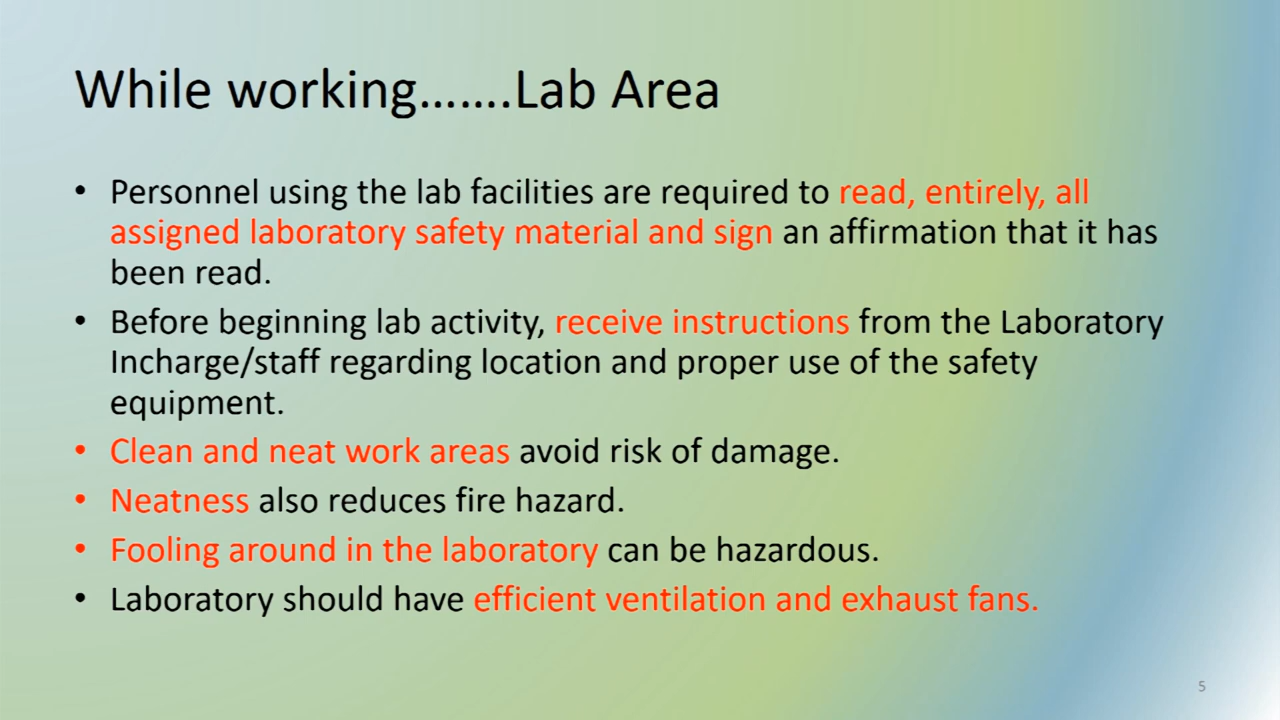 While working.......Lab Area
• Personnel using the lab facilities are required to read, entirely, all
assigned laboratory safety material and sign an affirmation that it has
been read.
• Before beginning lab activity, receive instructions from the Laboratory
Incharge/staff regarding location and proper use of the safety
equipment.
• Clean and neat work areas avoid risk of damage.
• Neatness also reduces fire hazard.
• Fooling around in the laboratory can be hazardous.
• Laboratory should have efficient ventilation and exhaust fans.
5